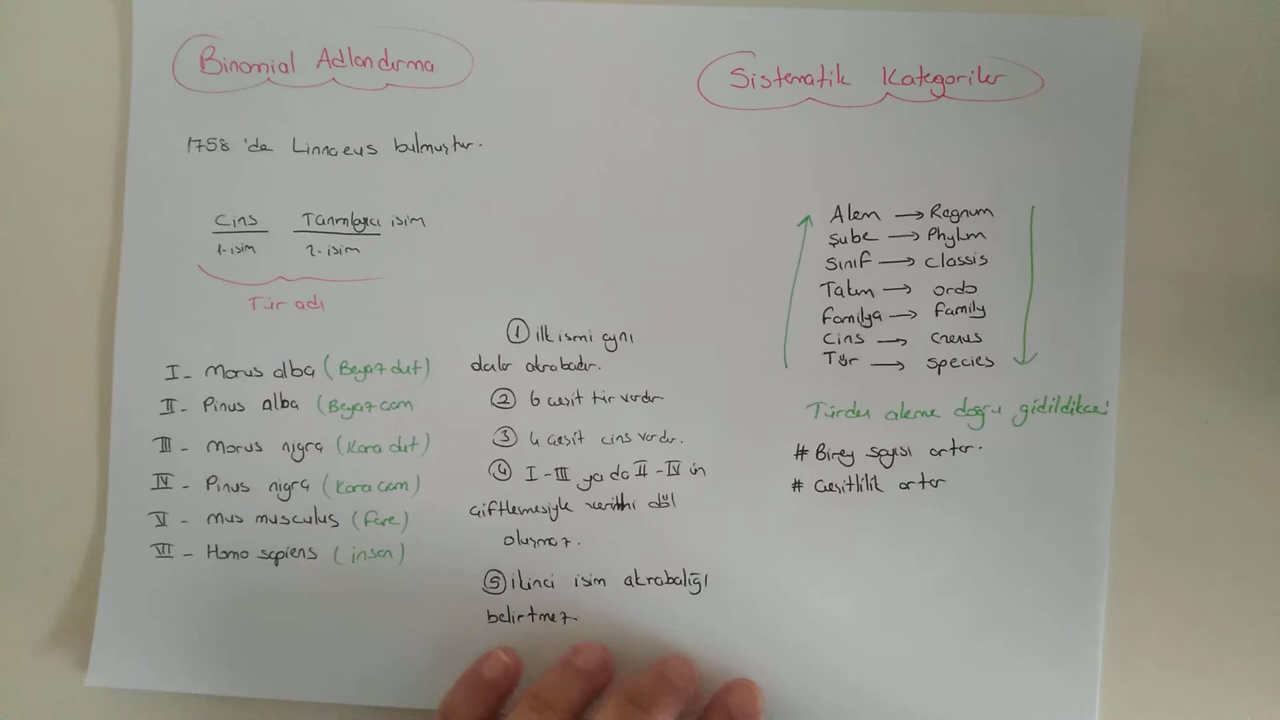 Binomial Adlandırma
1758 'de Linnaeus bulmuştur.
Cins Tanımlayıcı isim
1. isim 2. isim
Tür adı
I - Morus alba (Beyaz dut)
II - Pinus alba (Beyaz çam
III - Morus nigra (Kara dut)
IV - Pinus nigra (Kara çam)
V - Mus musculus (fare)
VI - Homo sapiens (insan)
① ilk ismi aynı
olanlar akrabadır.
② 6 çeşit tür vardır
③ 4 çeşit cins vardır.
④ I - III ya da II - IV ün
çiftleşmesiyle verimli döl
oluşmaz.
⑤ ikinci isim akrabalığı
belirtmez.
Sistematik Kategoriler
Alem → Regnum
Şube → Phylum
Sınıf → classis
Takım → ordo
familya → family
Cins → Genus
Tür → species
Türden aleme doğru gidildikçe;
# Birey sayısı artar.
# Çeşitlilik artar